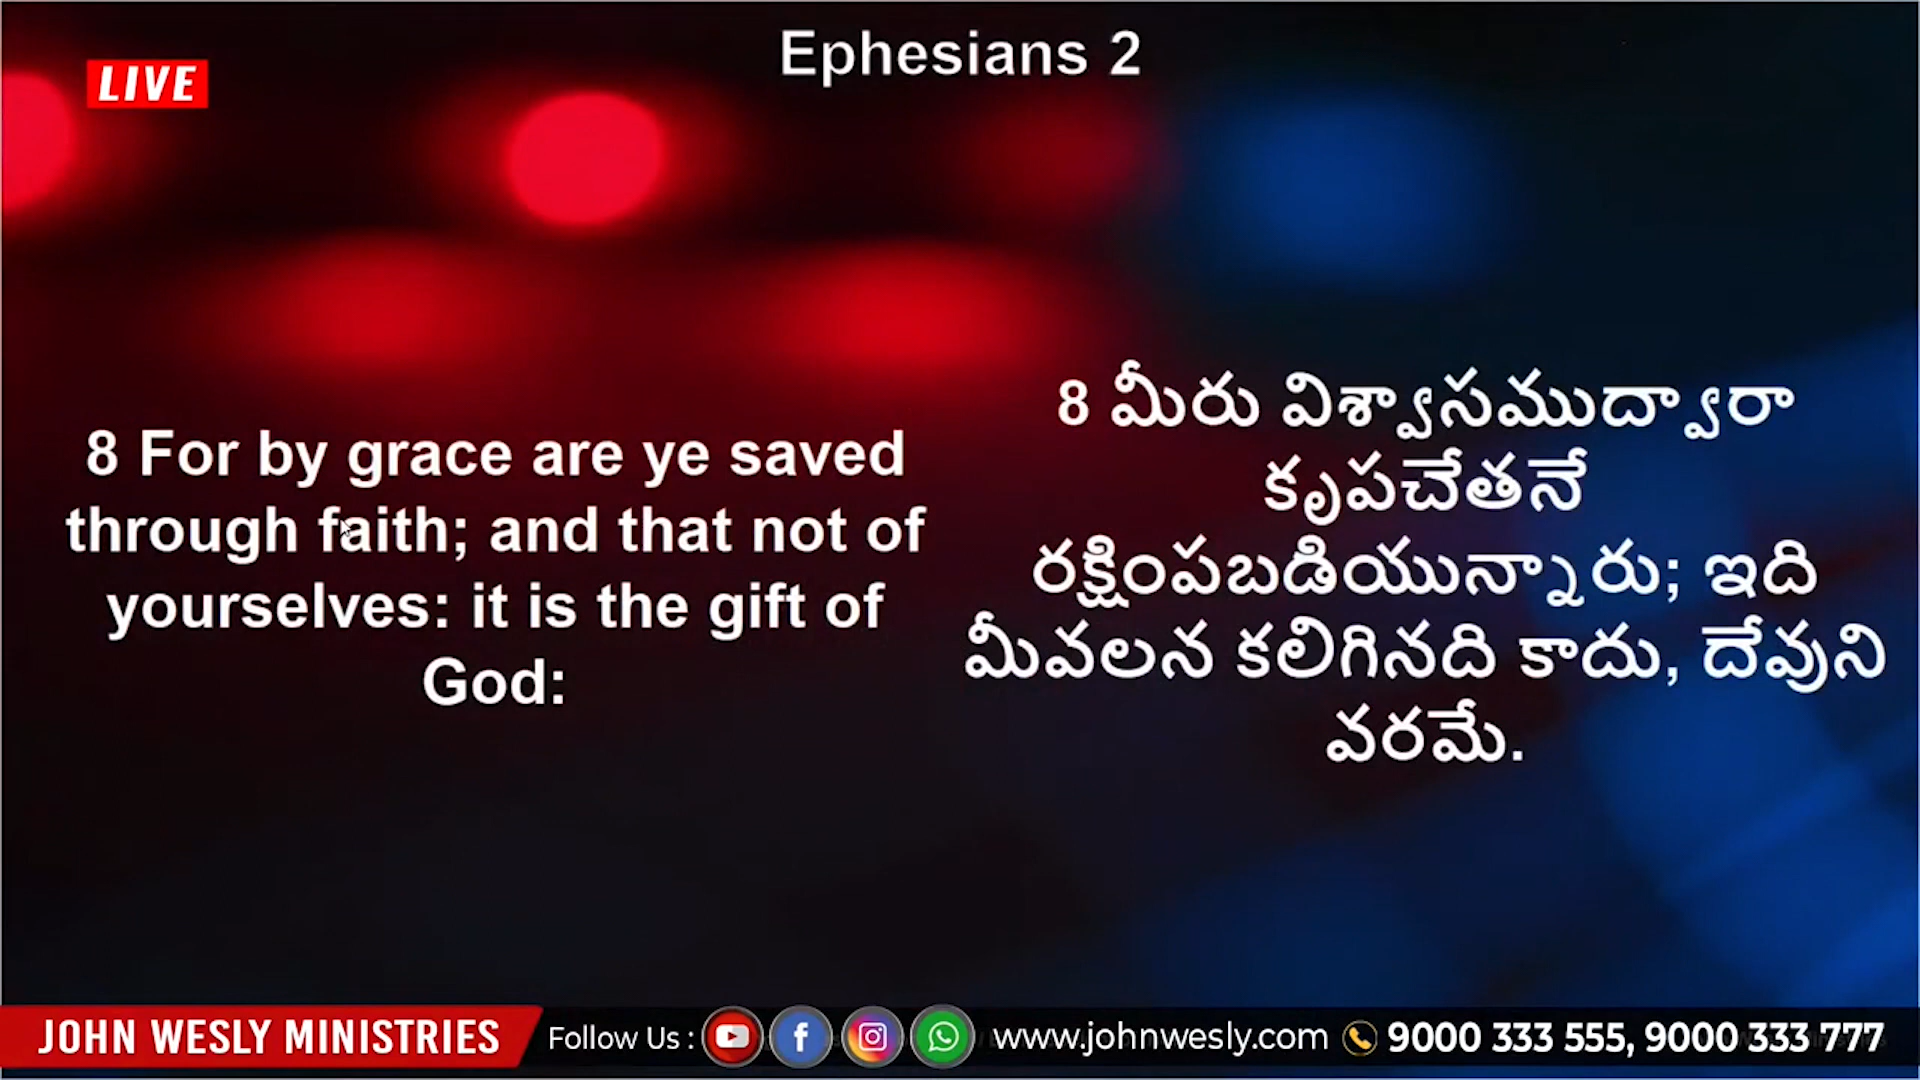 Ephesians 2
LIVE
8 For by grace are ye saved
through faith; and that not of
yourselves: it is the gift of
God:
8 మీరు విశ్వాసముద్వారా
కృపచేతనే
రక్షింపబడియున్నారు; ఇది
మీవలన కలిగినది కాదు, దేవుని
వరమే.
JOHN WESLY MINISTRIES Follow Us : www.johnwesly.com 9000 333 555, 9000 333 777